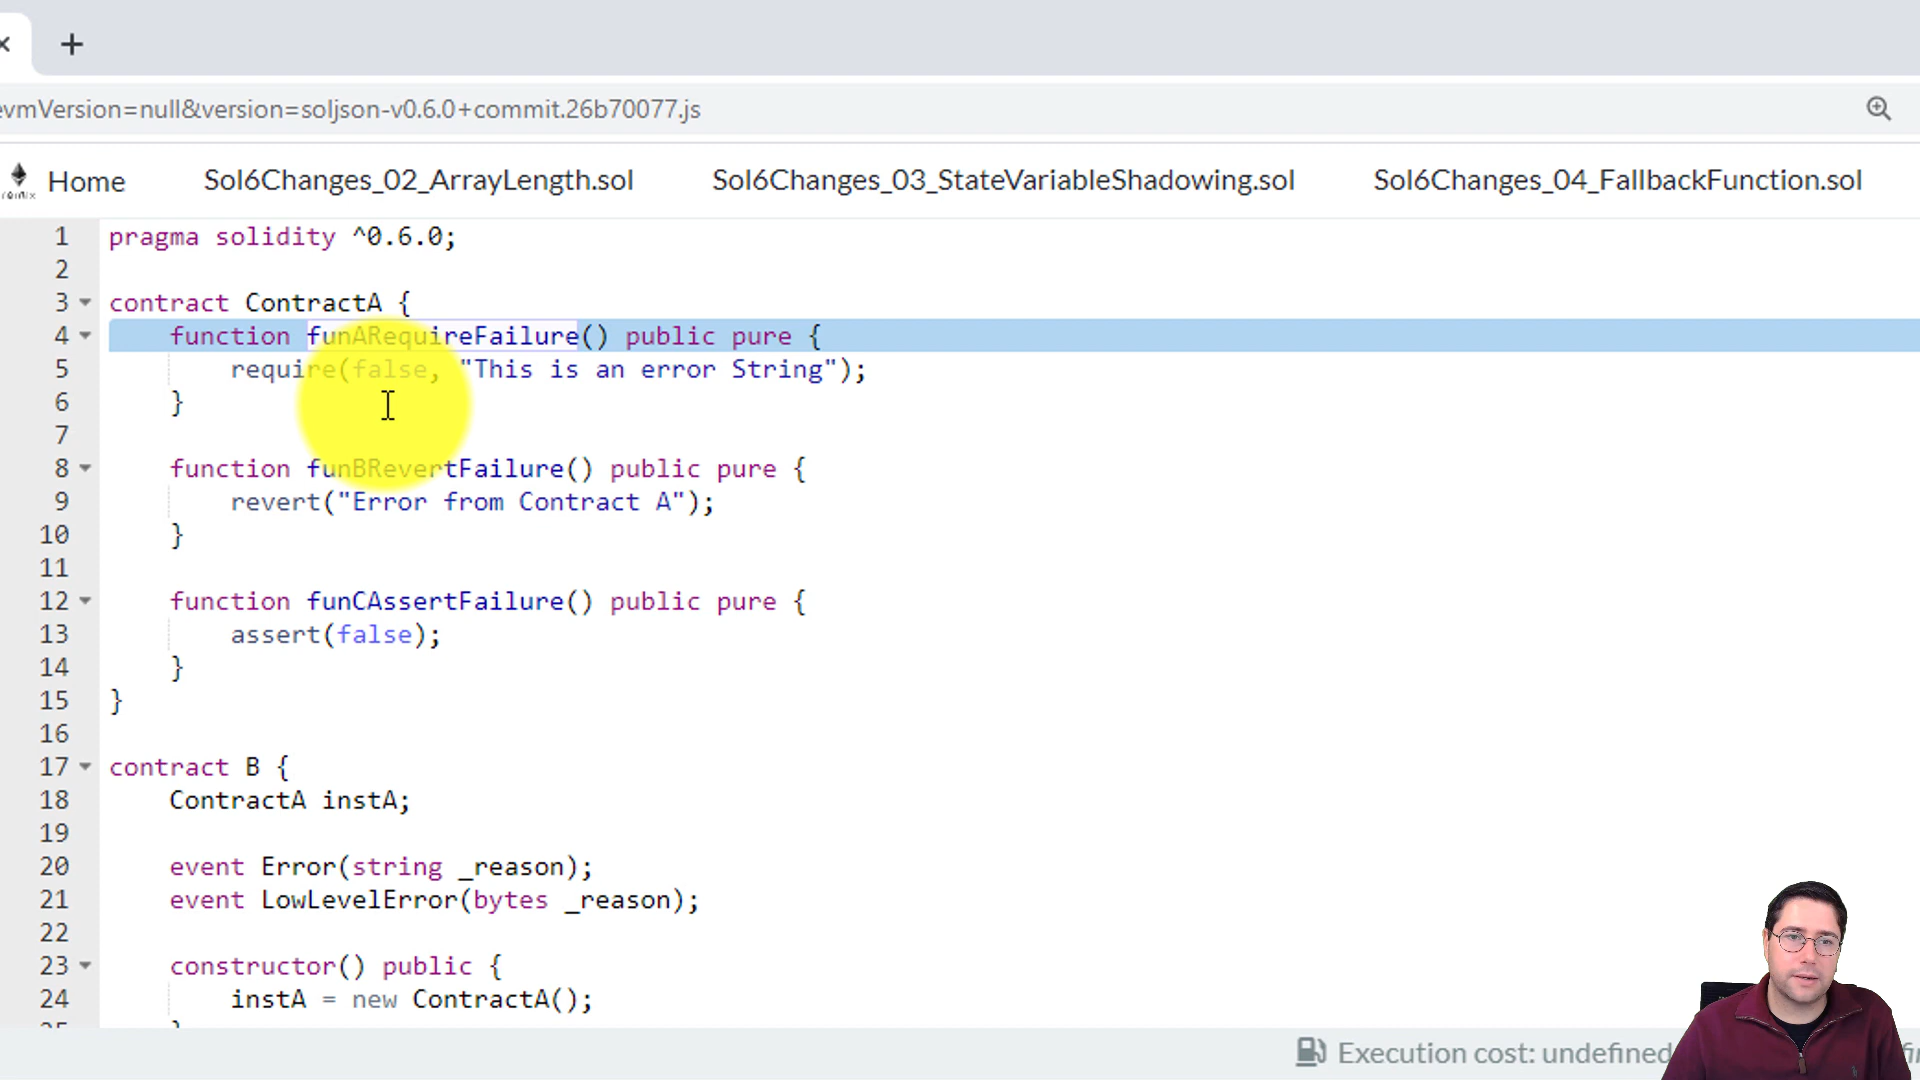 evmVersion=null&version=soljson-v0.6.0+commit.26b70077.js
Home Sol6Changes_02_ArrayLength.sol Sol6Changes_03_StateVariableShadowing.sol Sol6Changes_04_FallbackFunction.sol
1 pragma solidity ^0.6.0;
2
3 contract ContractA {
4 function funARequireFailure() public pure {
5 require(false, "This is an error String");
6 }
7
8 function funBRevertFailure() public pure {
9 revert("Error from Contract A");
10 }
11
12 function funCAssertFailure() public pure {
13 assert(false);
14 }
15 }
16
17 contract B {
18 ContractA instA;
19
20 event Error(string _reason);
21 event LowLevelError(bytes _reason);
22
23 constructor() public {
24 instA = new ContractA();
Execution cost: undefined